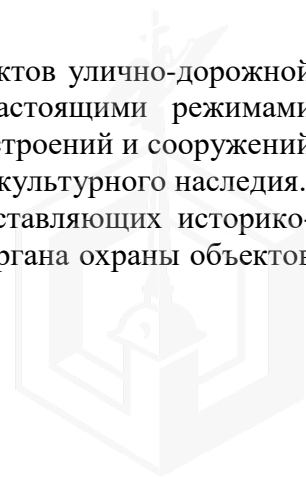 ктов улично-дорожной
астоящими режимами
строений и сооружений
культурного наследия.
ставляющих историко-
ргана охраны объектов